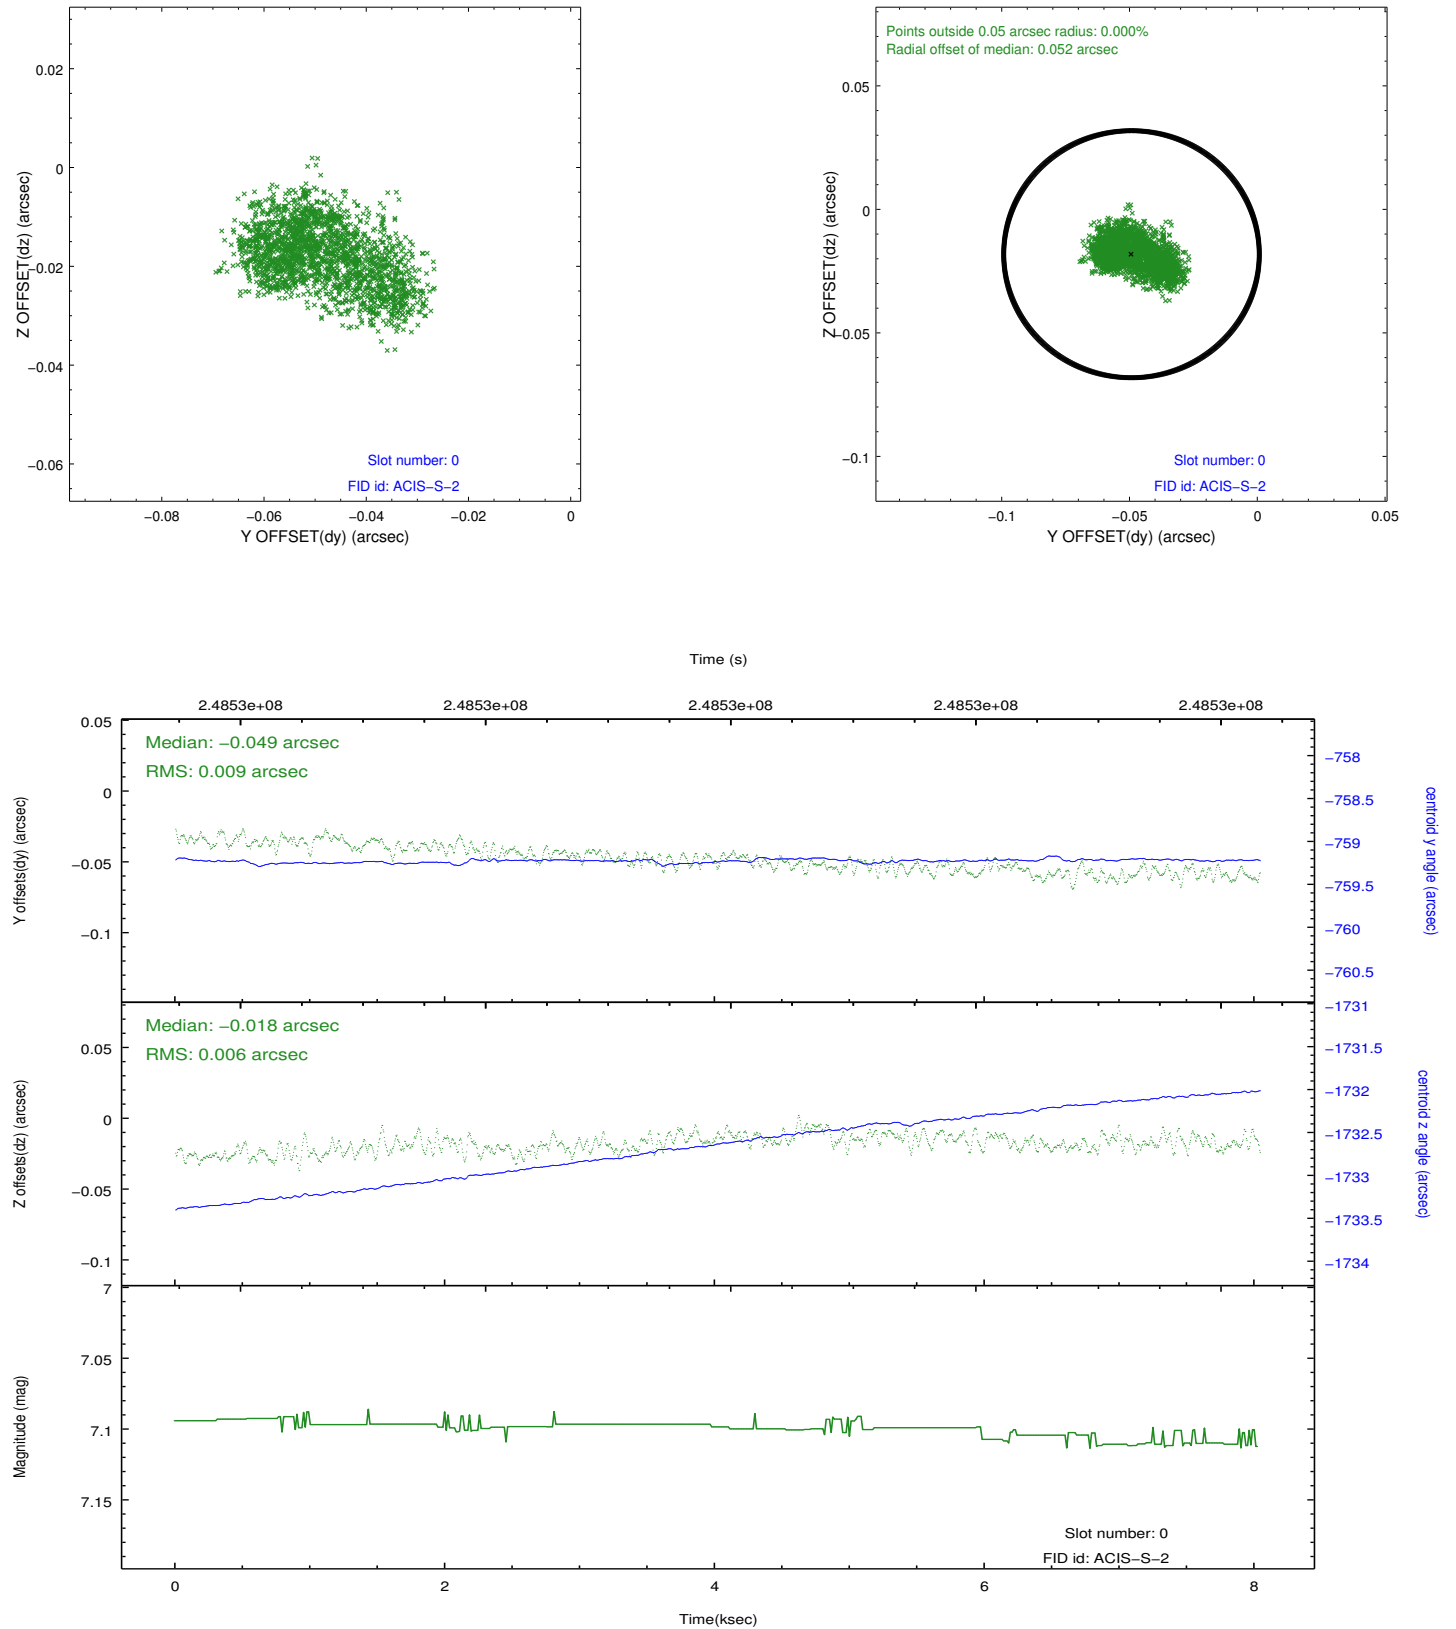 0.02
0
−0.02
−0.04
−0.06
Z OFFSET(dz) (arcsec)
Slot number: 0
FID id: ACIS−S−2
−0.08
−0.06
−0.04
−0.02
0
Y OFFSET(dy) (arcsec)
Points outside 0.05 arcsec radius: 0.000%
Radial offset of median: 0.052 arcsec
0.05
0
−0.05
−0.1
Z OFFSET(dz) (arcsec)
Slot number: 0
FID id: ACIS−S−2
−0.1
−0.05
0
0.05
Y OFFSET(dy) (arcsec)
Time (s)
2.4853e+08
2.4853e+08
2.4853e+08
2.4853e+08
2.4853e+08
0.05
0
−0.05
−0.1
Y offsets(dy) (arcsec)
Median: −0.049 arcsec
RMS: 0.009 arcsec
−758
−758.5
−759
−759.5
−760
−760.5
centroid y angle (arcsec)
0.05
0
−0.05
−0.1
Z offsets(dz) (arcsec)
Median: −0.018 arcsec
RMS: 0.006 arcsec
−1731
−1731.5
−1732
−1732.5
−1733
−1733.5
−1734
centroid z angle (arcsec)
7
7.05
7.1
7.15
Magnitude (mag)
Slot number: 0
FID id: ACIS−S−2
0
2
4
6
8
Time(ksec)